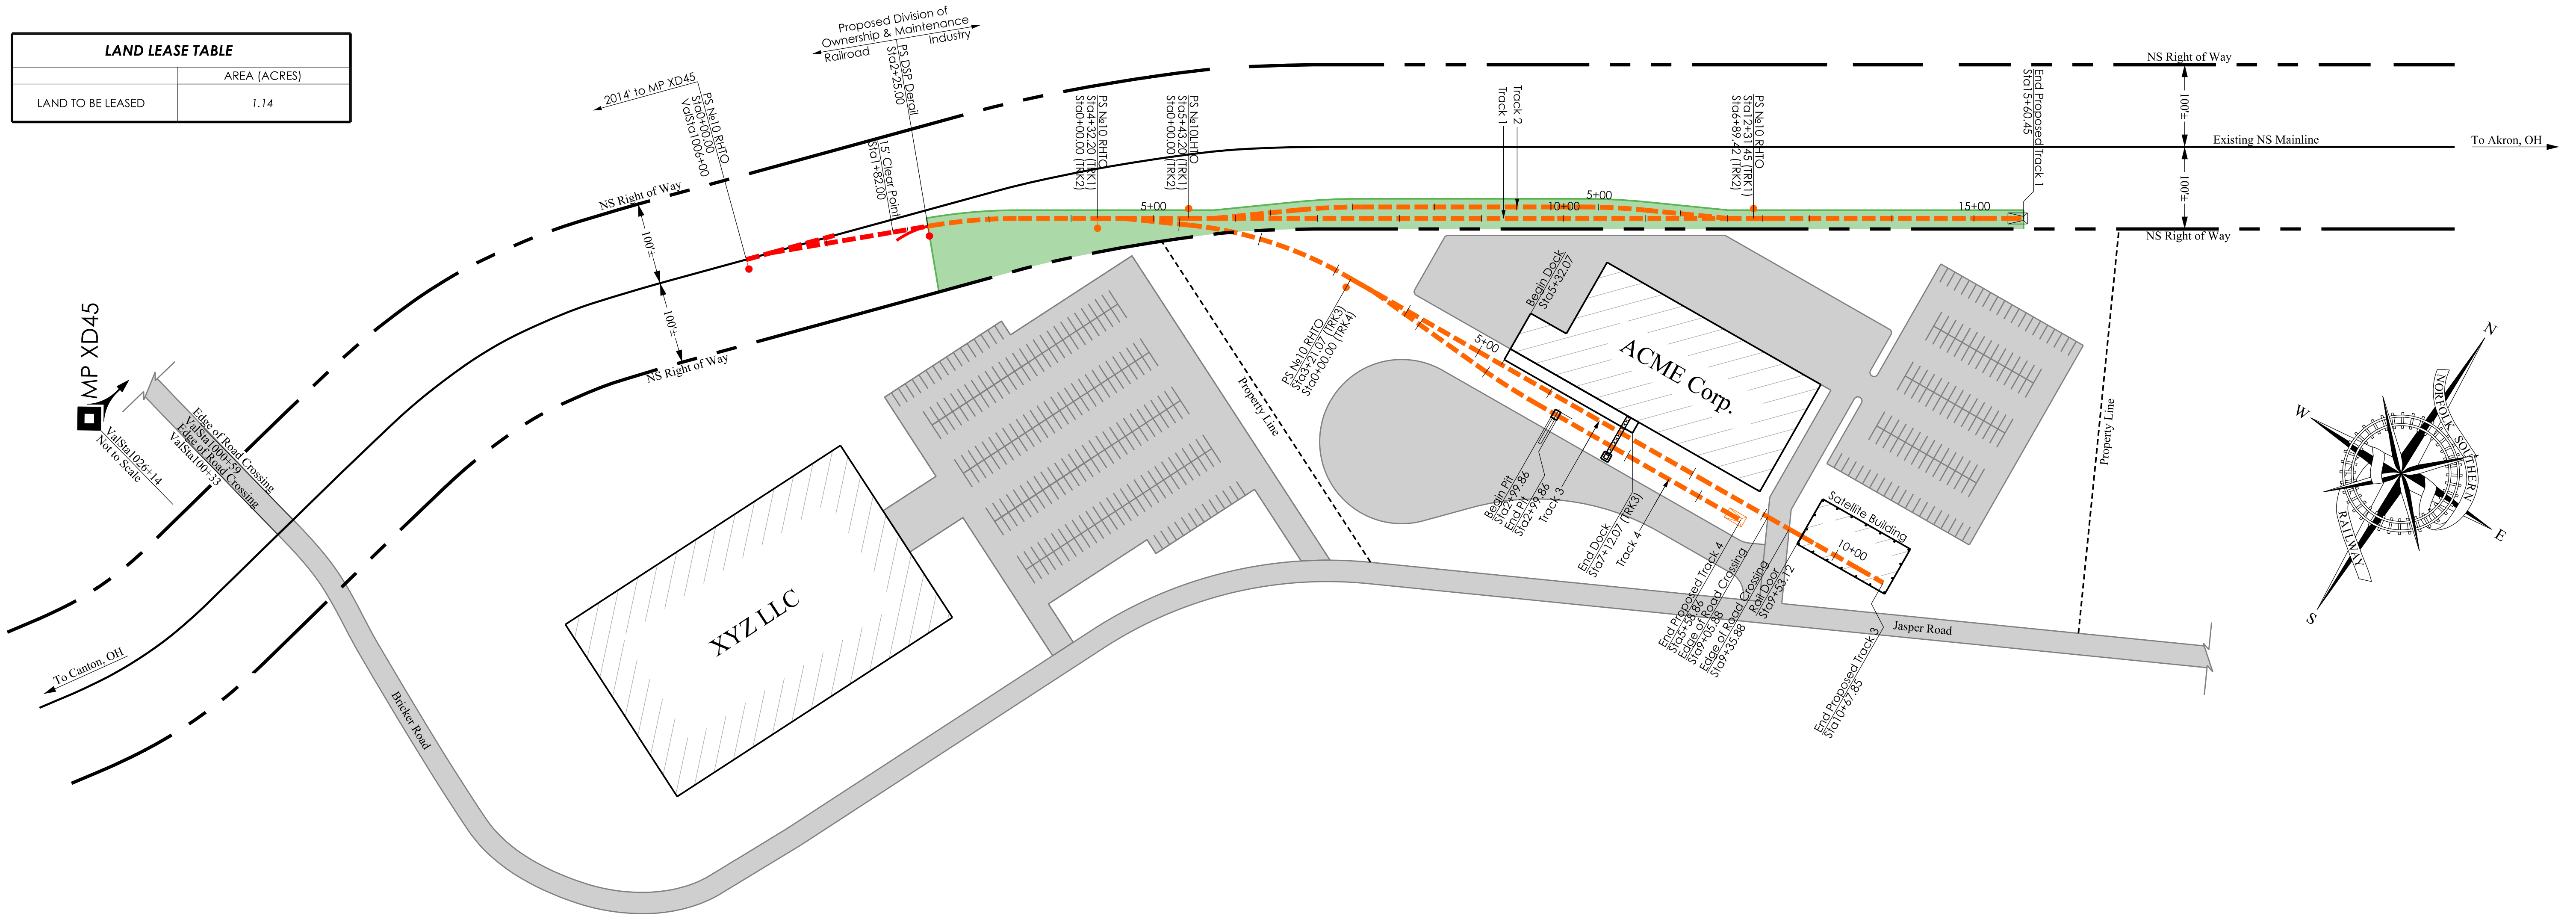 LAND LEASE TABLE
AREA (ACRES)
LAND TO BE LEASED
1.14
Proposed Division of
Ownership & Maintenance
Railroad
Industry
2014' to MP XD45
PS №10 RHTO
Sta0+00.00
ValSta1006+00
PS DSP Derail
Sta2+25.00
15' Clear Point
Sta1+82.00
PS №10 RHTO
Sta4+32.20 (TRK1)
Sta0+00.00 (TRK2)
PS №10LHTO
Sta5+43.20 (TRK1)
Sta0+00.00 (TRK2)
Track 2
Track 1
PS №10 RHTO
Sta12+31.45 (TRK1)
Sta6+89.42 (TRK2)
End Proposed Track 1
Sta15+60.45
NS Right of Way
100'±
Existing NS Mainline
To Akron, OH
100'±
NS Right of Way
NS Right of Way
100'±
100'±
NS Right of Way
5+00
10+00
5+00
15+00
MP XD45
ValSta1026+14
Not to Scale
Edge of Road Crossing
ValSta1000+59
Edge of Road Crossing
ValSta100+33
To Canton, OH
Bricker Road
XYZ LLC
Property Line
PS №10 RHTO
Sta3+21.07 (TRK3)
Sta0+00.00 (TRK4)
Begin Dock
Sta5+32.07
5+00
ACME Corp.
Begin Pit
Sta2+99.86
End Pit
Sta2+99.86
Track 3
End Dock
Sta7+12.07 (TRK3)
Track 4
End Proposed Track 4
Sta5+58.86
Edge of Road Crossing
Sta9+05.88
Edge of Road Crossing
Sta9+35.88
Rail Door
Sta9+53.12
Satellite Building
10+00
End Proposed Track 3
Sta10+67.85
Jasper Road
Property Line
N
W
E
S
NORFOLK SOUTHERN
RAILWAY